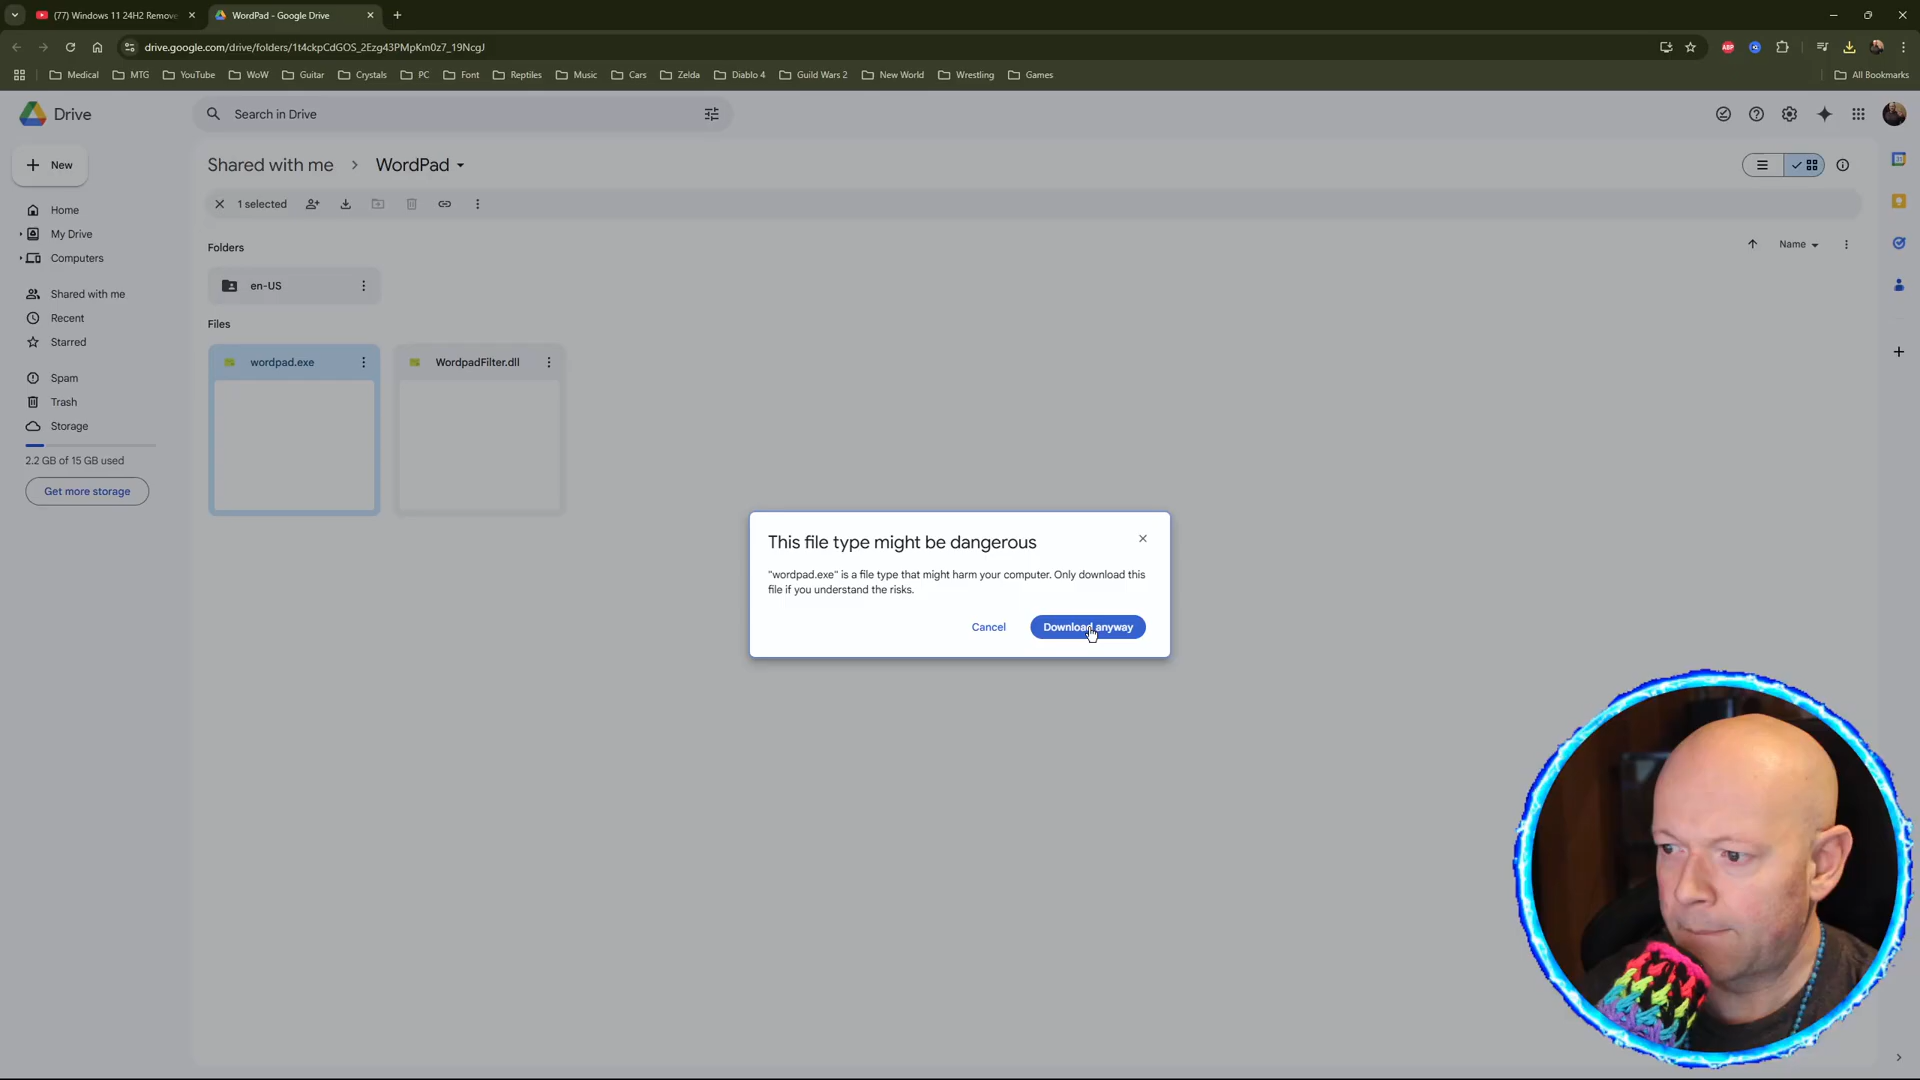 (77) Windows 11 24H2 Remove
WordPad - Google Drive
drive.google.com/drive/folders/1t4ckpCdGOS_2Ezg43PMpKm0z7_19NcgJ
ABP
Medical
MTG
YouTube
WoW
Guitar
Crystals
PC
Font
Reptiles
Music
Cars
Zelda
Diablo 4
Guild Wars 2
New World
Wrestling
Games
All Bookmarks
Drive
Search in Drive
New
Shared with me
WordPad
1 selected
Home
My Drive
Computers
Shared with me
Recent
Starred
Spam
Trash
Storage
2.2 GB of 15 GB used
Get more storage
Folders
Name
en-US
Files
wordpad.exe
WordpadFilter.dll
This file type might be dangerous
"wordpad.exe" is a file type that might harm your computer. Only download this
file if you understand the risks.
Cancel
Download anyway